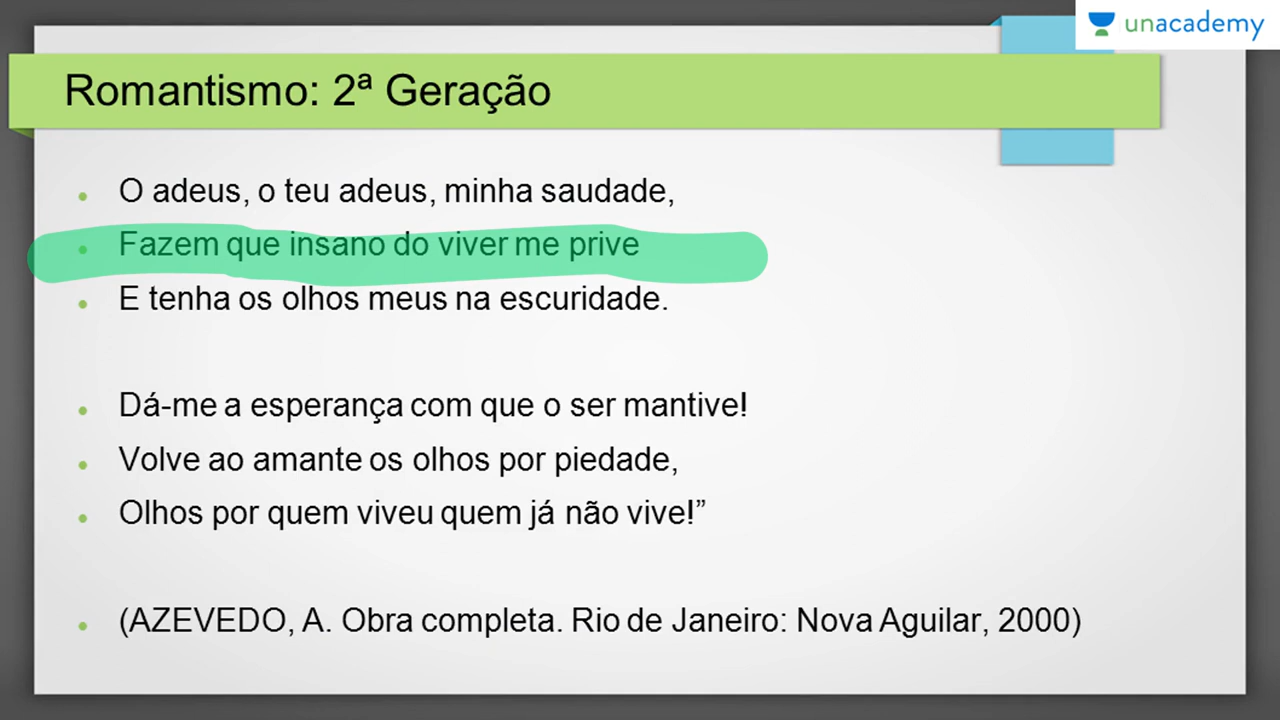 unacademy
Romantismo: 2ª Geração
O adeus, o teu adeus, minha saudade,
Fazem que insano do viver me prive
E tenha os olhos meus na escuridade.
Dá-me a esperança com que o ser mantive!
Volve ao amante os olhos por piedade,
Olhos por quem viveu quem já não vive!”
(AZEVEDO, A. Obra completa. Rio de Janeiro: Nova Aguilar, 2000)